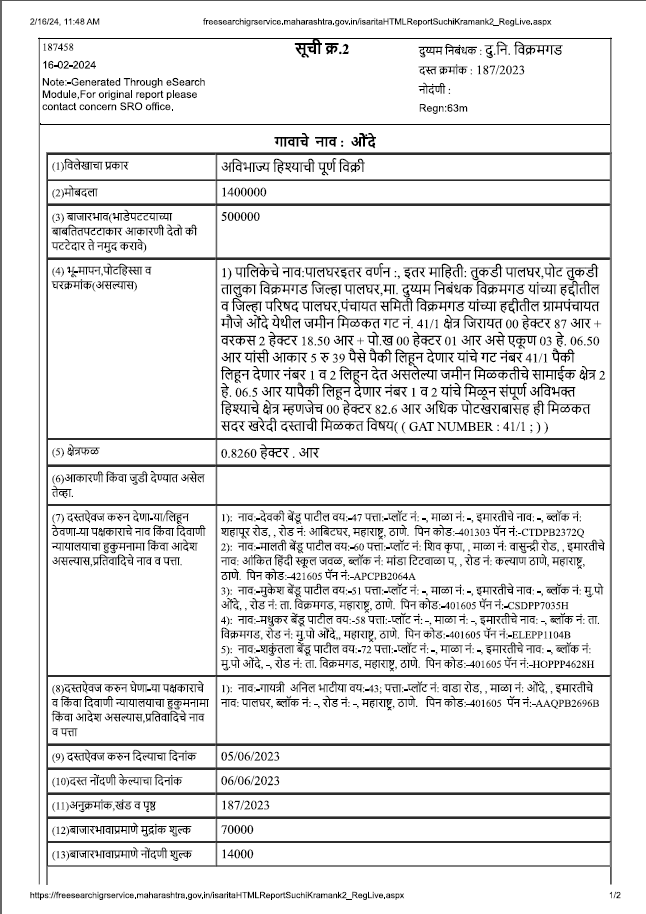 2/16/24, 11:48 AM
freesearchigrservice.maharashtra.gov.in/isaritaHTMLReportSuchiKramank2_RegLive.aspx
187458
16-02-2024
Note:-Generated Through eSearch
Module,For original report please
contact concern SRO office.
सूची क्र.2
दुय्यम निबंधक : दु.नि. विक्रमगड
दस्त क्रमांक : 187/2023
नोदंणी :
Regn:63m
गावाचे नाव : ओंदे
(1)विलेखाचा प्रकार
अविभाज्य हिश्याची पूर्ण विक्री
(2)मोबदला
1400000
(3) बाजारभाव(भाडेपटटयाच्या
बाबतितपटटाकार आकारणी देतो की
पटटेदार ते नमुद करावे)
500000
(4) भू-मापन,पोटहिस्सा व
घरक्रमांक(असल्यास)
1) पालिकेचे नाव:पालघरइतर वर्णन :, इतर माहिती: तुकडी पालघर,पोट तुकडी
तालुका विक्रमगड जिल्हा पालघर,मा. दुय्यम निबंधक विक्रमगड यांच्या हद्दीतील
व जिल्हा परिषद पालघर,पंचायत समिती विक्रमगड यांच्या हद्दीतील ग्रामपंचायत
मौजे ओंदे येथील जमीन मिळकत गट नं. 41/1 क्षेत्र जिरायत 00 हेक्टर 87 आर +
वरकस 2 हेक्टर 18.50 आर + पो.ख 00 हेक्टर 01 आर असे एकूण 03 हे. 06.50
आर यांसी आकार 5 रु 39 पैसे पैकी लिहून देणार यांचे गट नंबर 41/1 पैकी
लिहून देणार नंबर 1 व 2 लिहून देत असलेल्या जमीन मिळकतीचे सामाईक क्षेत्र 2
हे. 06.5 आर यापैकी लिहून देणार नंबर 1 व 2 यांचे मिळून संपूर्ण अविभक्त
हिश्याचे क्षेत्र म्हणजेच 00 हेक्टर 82.6 आर अधिक पोटखराबासह ही मिळकत
सदर खरेदी दस्ताची मिळकत विषय( ( GAT NUMBER : 41/1 ; ) )
(5) क्षेत्रफळ
0.8260 हेक्टर . आर
(6)आकारणी किंवा जुडी देण्यात असेल
तेव्हा.
(7) दस्तऐवज करुन देणा-या/लिहून
ठेवणा-या पक्षकाराचे नाव किंवा दिवाणी
न्यायालयाचा हुकुमनामा किंवा आदेश
असल्यास,प्रतिवादिचे नाव व पत्ता.
1): नाव:-देवकी बेंडू पाटील वय:-47 पत्ता:-प्लॉट नं: -, माळा नं: -, इमारतीचे नाव: -, ब्लॉक नं:
शहापूर रोड, , रोड नं: आबिटघर, महाराष्ट्र, ठाणे. पिन कोड:-401303 पॅन नं:-CTDPB2372Q
2): नाव:-मालती बेंडू पाटील वय:-60 पत्ता:-प्लॉट नं: शिव कृपा, , माळा नं: वासुन्द्री रोड, , इमारतीचे
नाव: ऑकित हिंदी स्कूल जवळ, ब्लॉक नं: मांडा टिटवाळा प, , रोड नं: कल्याण ठाणे, महाराष्ट्र,
ठाणे. पिन कोड:-421605 पॅन नं:-APCPB2064A
3): नाव:-मुकेश बेंडू पाटील वय:-51 पत्ता:-प्लॉट नं: -, माळा नं: -, इमारतीचे नाव: -, ब्लॉक नं: मु.पो
ओंदे, , रोड नं: ता. विक्रमगड, महाराष्ट्र, ठाणे. पिन कोड:-401605 पॅन नं:-CSDPP7035H
4): नाव:-मधुकर बेंडू पाटील वय:-58 पत्ता:-प्लॉट नं: -, माळा नं: -, इमारतीचे नाव: -, ब्लॉक नं: ता.
विक्रमगड, रोड नं: मु.पो ओंदे,, महाराष्ट्र, ठाणे. पिन कोड:-401605 पॅन नं:-ELEPP1104B
5): नाव:-शकुंतला बेंडू पाटील वय:-72 पत्ता:-प्लॉट नं: -, माळा नं: -, इमारतीचे नाव: -, ब्लॉक नं:
मु.पो ओंदे, -, रोड नं: ता. विक्रमगड, महाराष्ट्र, ठाणे. पिन कोड:-401605 पॅन नं:-HOPPP4628H
(8)दस्तऐवज करुन घेणा-या पक्षकाराचे
व किंवा दिवाणी न्यायालयाचा हुकुमनामा
किंवा आदेश असल्यास,प्रतिवादिचे नाव
व पत्ता
1): नाव:-गायत्री अनिल भाटीया वय:-43; पत्ता:-प्लॉट नं: वाडा रोड, , माळा नं: ओंदे, , इमारतीचे
नाव: पालघर, ब्लॉक नं: -, रोड नं: -, महाराष्ट्र, ठाणे. पिन कोड:-401605 पॅन नं:-AAQPB2696B
(9) दस्तऐवज करुन दिल्याचा दिनांक
05/06/2023
(10)दस्त नोंदणी केल्याचा दिनांक
06/06/2023
(11)अनुक्रमांक,खंड व पृष्ठ
187/2023
(12)बाजारभावाप्रमाणे मुद्रांक शुल्क
70000
(13)बाजारभावाप्रमाणे नोंदणी शुल्क
14000
https://freesearchigrservice.maharashtra.gov.in/isaritaHTMLReportSuchiKramank2_RegLive.aspx
1/2